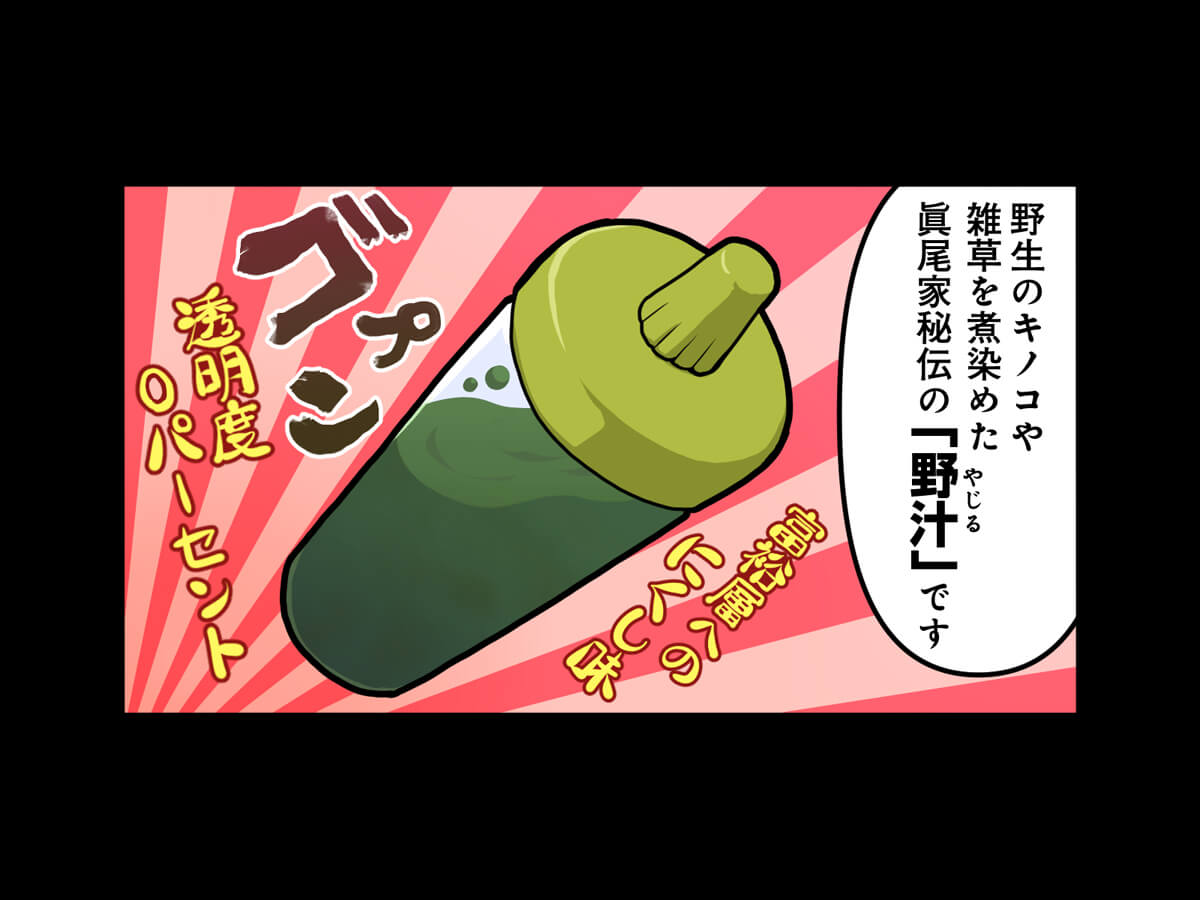 野生のキノコや
雑草を煮染めた
眞尾家秘伝の「野汁」です
やじる
ゴプン
富裕層への
にくしみ味
透明度
0パーセント